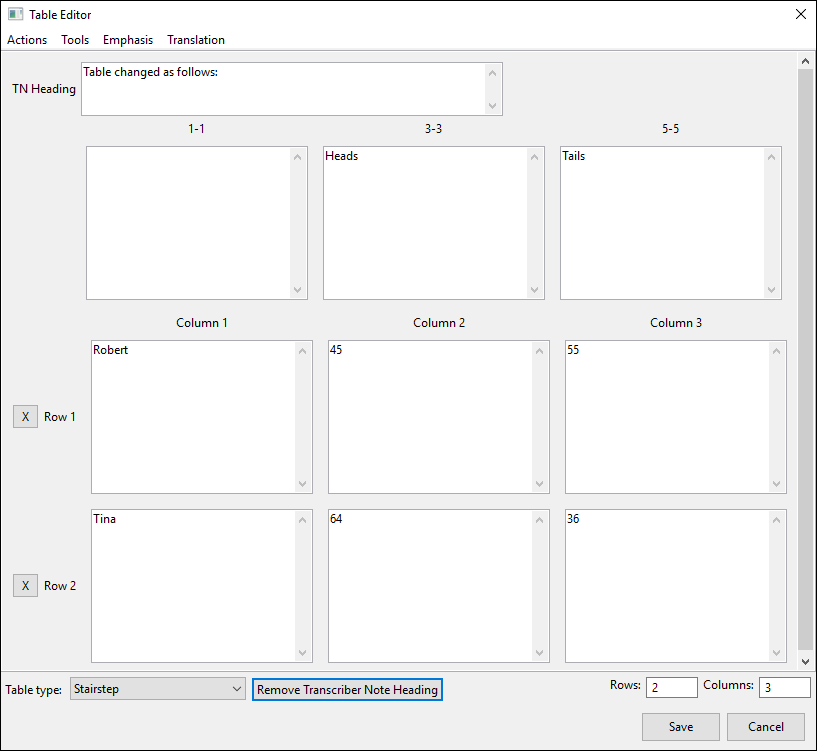 Table Editor
Actions Tools Emphasis Translation
TN Heading Table changed as follows:
1-1 3-3 5-5
Heads Tails
Column 1 Column 2 Column 3
Robert 45 55
X Row 1
Tina 64 36
X Row 2
Table type: Stairstep Remove Transcriber Note Heading Rows: 2 Columns: 3
Save Cancel